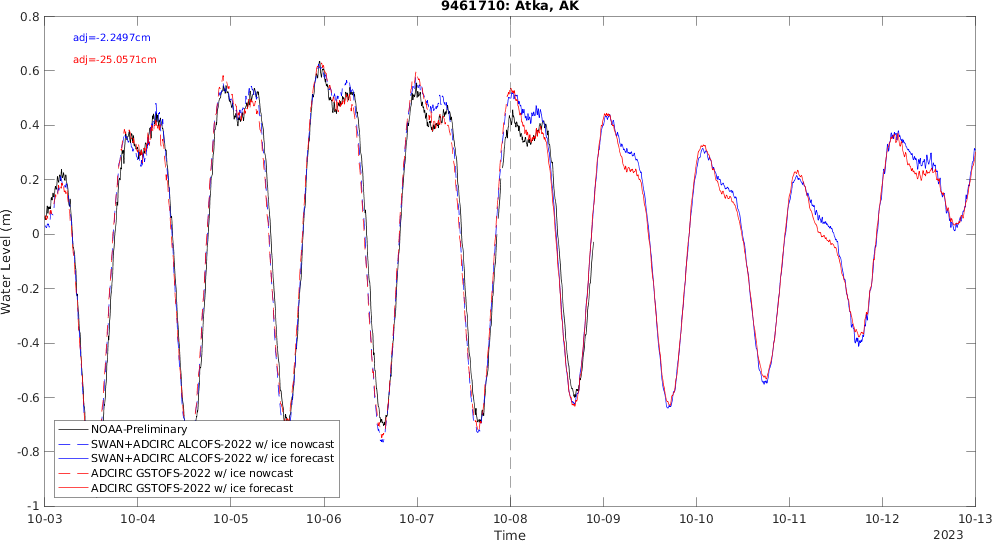 9461710: Atka, AK
adj=-2.2497cm
adj=-25.0571cm
Water Level (m)
0.8
0.6
0.4
0.2
0
-0.2
-0.4
-0.6
-0.8
-1
NOAA-Preliminary
SWAN+ADCIRC ALCOFS-2022 w/ ice nowcast
SWAN+ADCIRC ALCOFS-2022 w/ ice forecast
ADCIRC GSTOFS-2022 w/ ice nowcast
ADCIRC GSTOFS-2022 w/ ice forecast
10-03 10-04 10-05 10-06 10-07 10-08 10-09 10-10 10-11 10-12 10-13
Time
2023